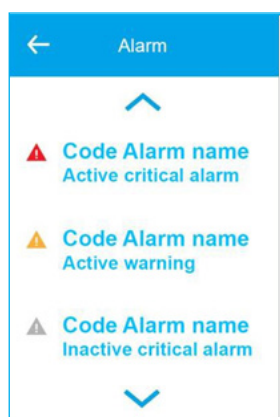 Alarm
Code Alarm name
Active critical alarm
Code Alarm name
Active warning
Code Alarm name
Inactive critical alarm